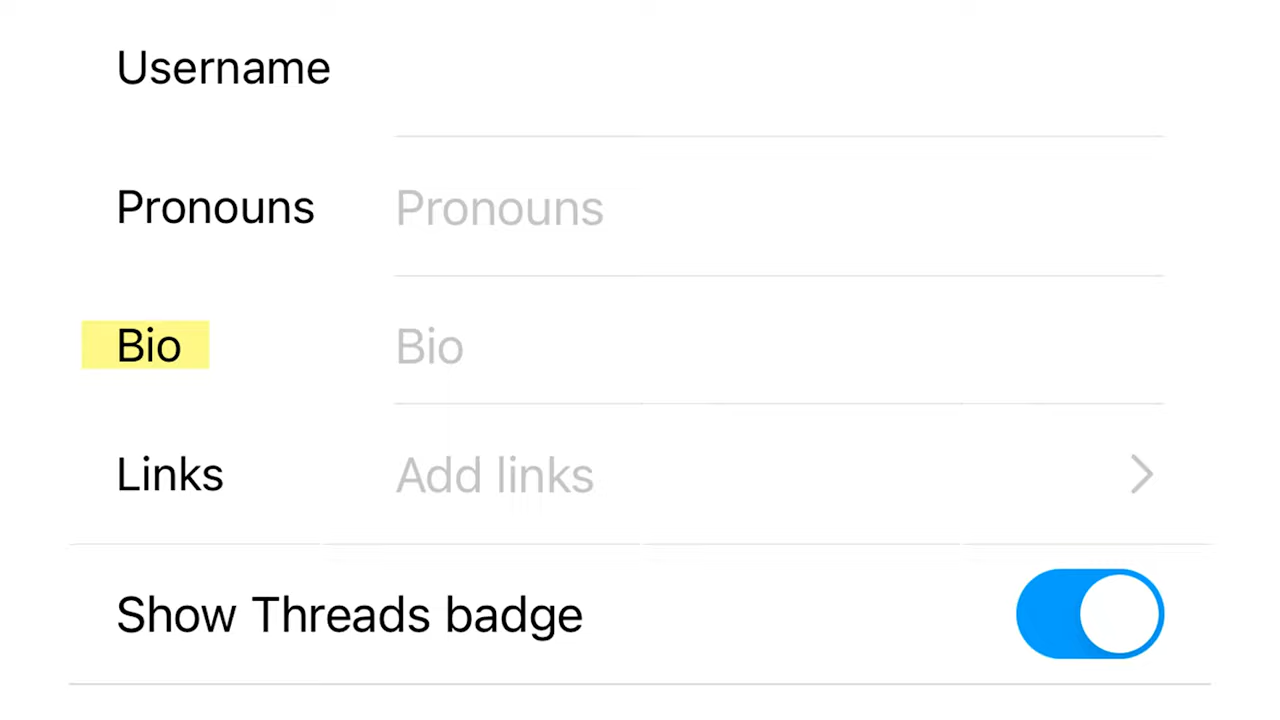 Username
Pronouns Pronouns
Bio Bio
Links Add links
Show Threads badge